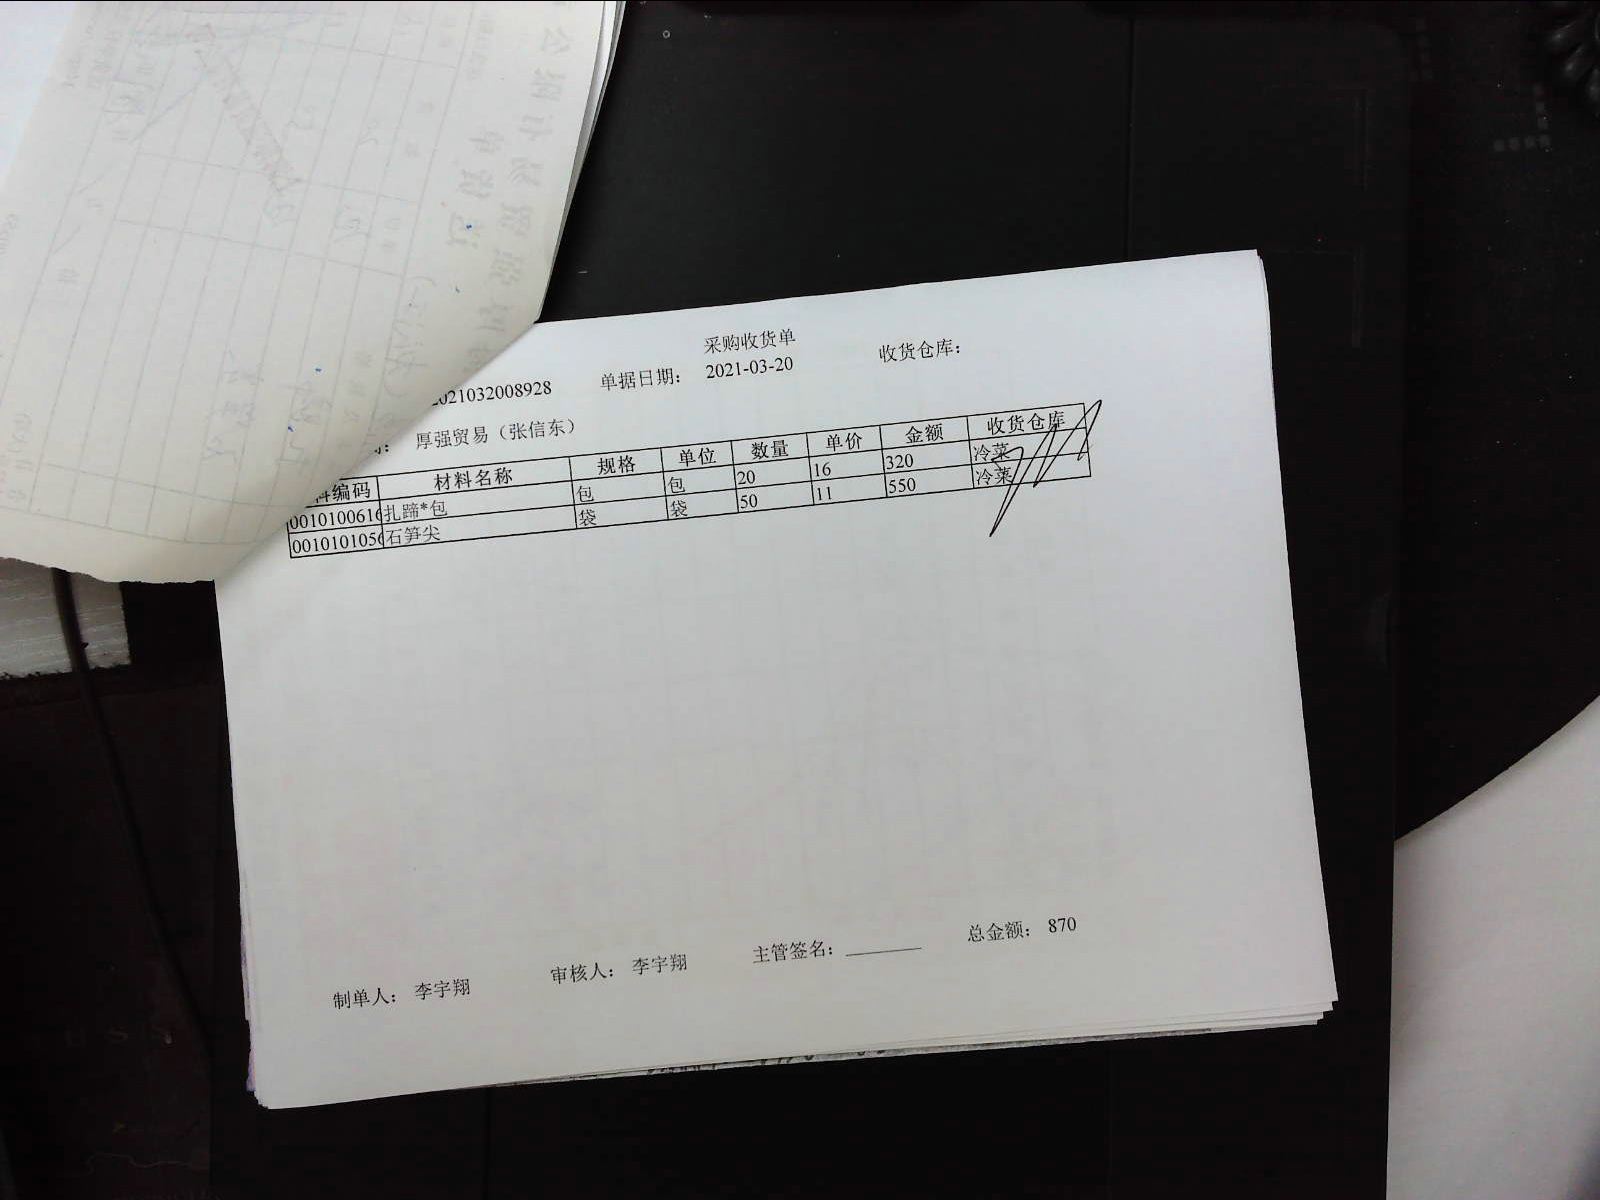 采购收货单
2021032008928 单据日期： 2021-03-20 收货仓库：
厚强贸易（张信东）
料编码 材料名称 规格 单位 数量 单价 金额 收货仓库
0010100616 扎蹄*包 包 包 20 16 320 冷菜
0010101056 石笋尖 袋 袋 50 11 550 冷菜
制单人： 李宇翔 审核人： 李宇翔 主管签名： 总金额： 870